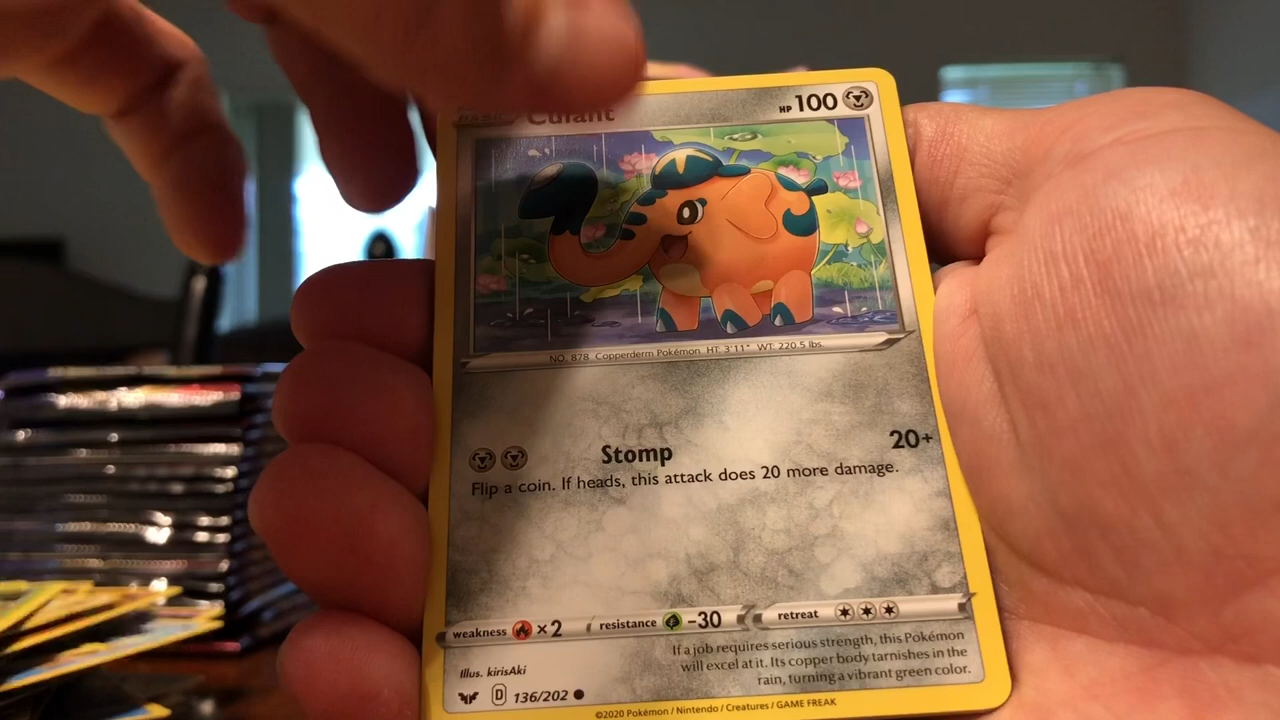 BASIC Cufant HP 100
NO. 878 Copperderm Pokémon HT: 3'11" WT: 220.5 lbs.
Stomp 20+
Flip a coin. If heads, this attack does 20 more damage.
weakness ×2 resistance -30 retreat
If a job requires serious strength, this Pokémon
will excel at it. Its copper body tarnishes in the
rain, turning a vibrant green color.
Illus. kirisAki
D 136/202
©2020 Pokémon / Nintendo / Creatures / GAME FREAK